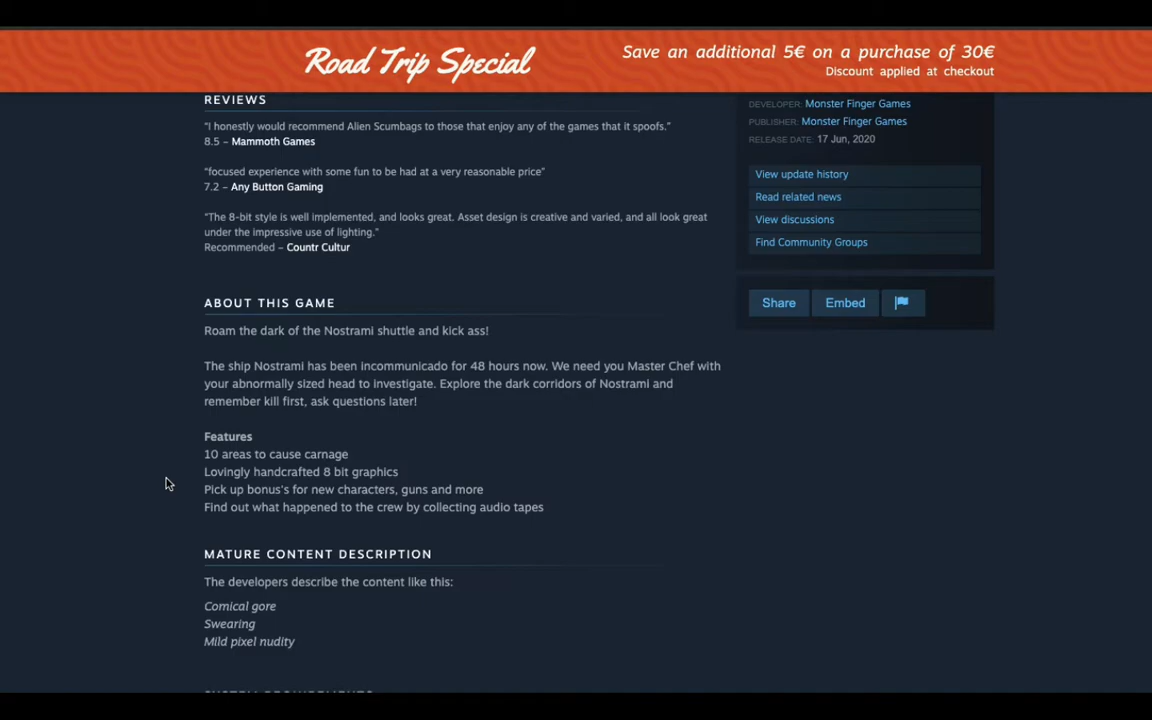 Road Trip Special
Save an additional 5€ on a purchase of 30€
Discount applied at checkout
REVIEWS
“I honestly would recommend Alien Scumbags to those that enjoy any of the games that it spoofs.”
8.5 – Mammoth Games
“focused experience with some fun to be had at a very reasonable price”
7.2 – Any Button Gaming
“The 8-bit style is well implemented, and looks great. Asset design is creative and varied, and all look great
under the impressive use of lighting.”
Recommended – Countr Cultur
ABOUT THIS GAME
Roam the dark of the Nostrami shuttle and kick ass!
The ship Nostrami has been incommunicado for 48 hours now. We need you Master Chef with
your abnormally sized head to investigate. Explore the dark corridors of Nostrami and
remember kill first, ask questions later!
Features
10 areas to cause carnage
Lovingly handcrafted 8 bit graphics
Pick up bonus's for new characters, guns and more
Find out what happened to the crew by collecting audio tapes
MATURE CONTENT DESCRIPTION
The developers describe the content like this:
Comical gore
Swearing
Mild pixel nudity
SYSTEM REQUIREMENTS
DEVELOPER: Monster Finger Games
PUBLISHER: Monster Finger Games
RELEASE DATE: 17 Jun, 2020
View update history
Read related news
View discussions
Find Community Groups
Share
Embed